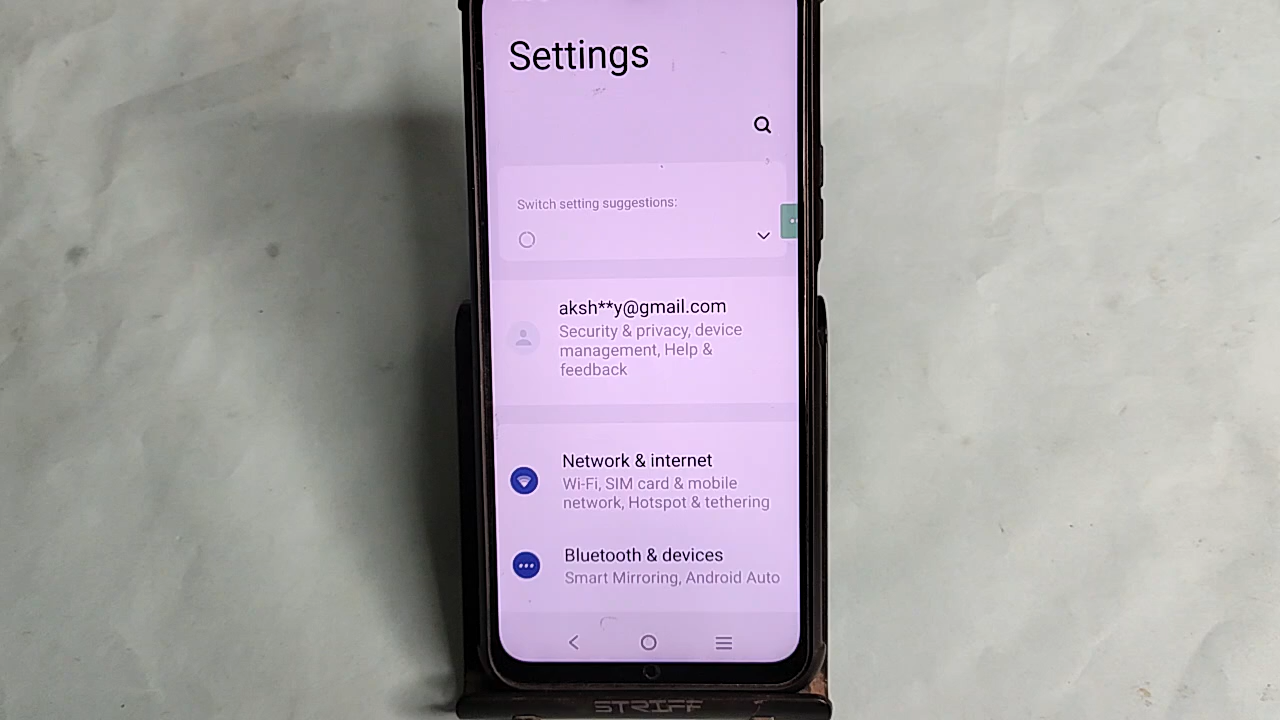 Settings
Switch setting suggestions:
aksh**y@gmail.com
Security & privacy, device
management, Help &
feedback
Network & internet
Wi-Fi, SIM card & mobile
network, Hotspot & tethering
Bluetooth & devices
Smart Mirroring, Android Auto
STRIFF